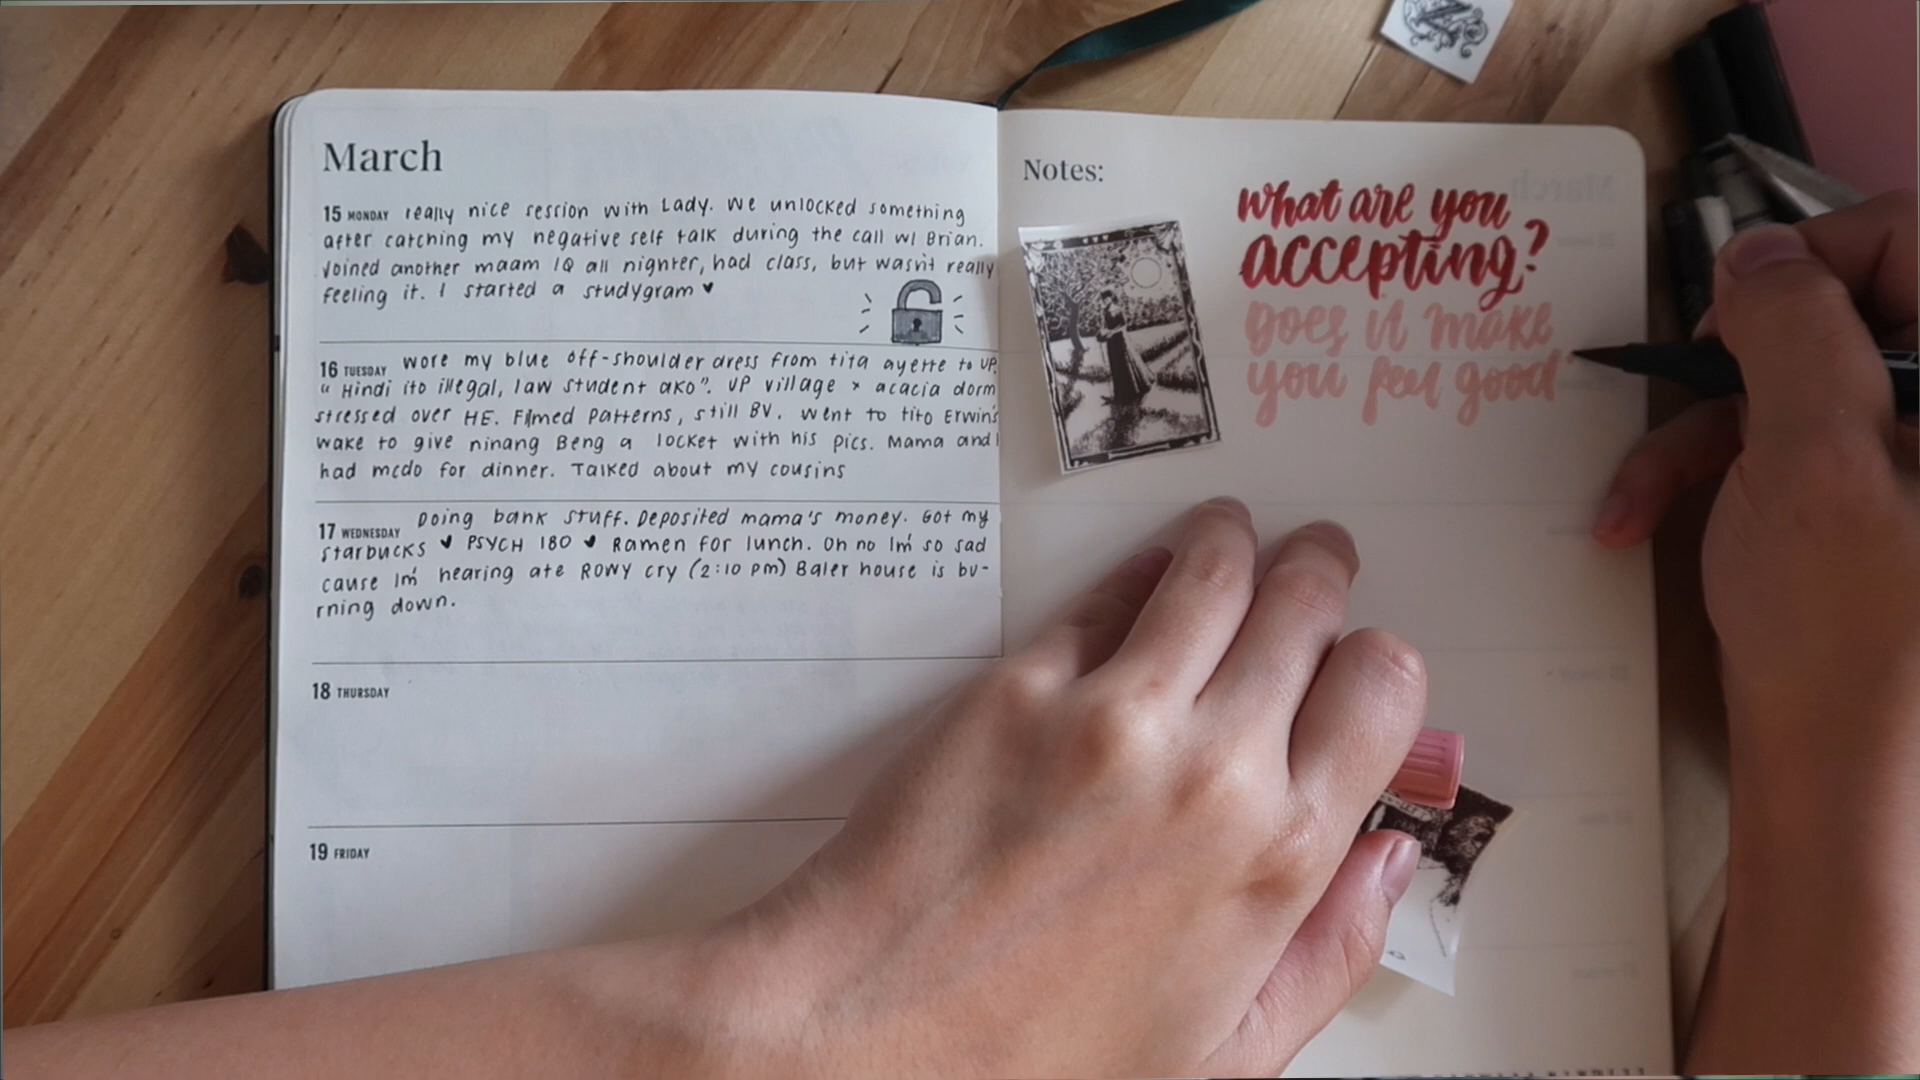 March
15 MONDAY really nice session with Lady. We unlocked something
after catching my negative self talk during the call w/ Brian.
Joined another maam IQ all nighter, had class, but wasn't really
feeling it. I started a studygram ♥
16 TUESDAY wore my blue off-shoulder dress from tita ayette to UP.
"Hindi ito illegal, law student ako". UP village × acacia dorm
stressed over HE. Filmed Patterns, still BV. Went to tito Erwin's
wake to give ninang Beng a locket with his pics. Mama and I
had mcdo for dinner. Talked about my cousins
17 WEDNESDAY Doing bank stuff. Deposited mama's money. Got my
starbucks ♥ PSYCH 180 ♥ Ramen for lunch. Oh no Im so sad
cause Im hearing ate Rowy cry (2:10 pm) Baler house is bu-
rning down.
18 THURSDAY
19 FRIDAY
Notes:
what are you
accepting?
Does it make
you feel good